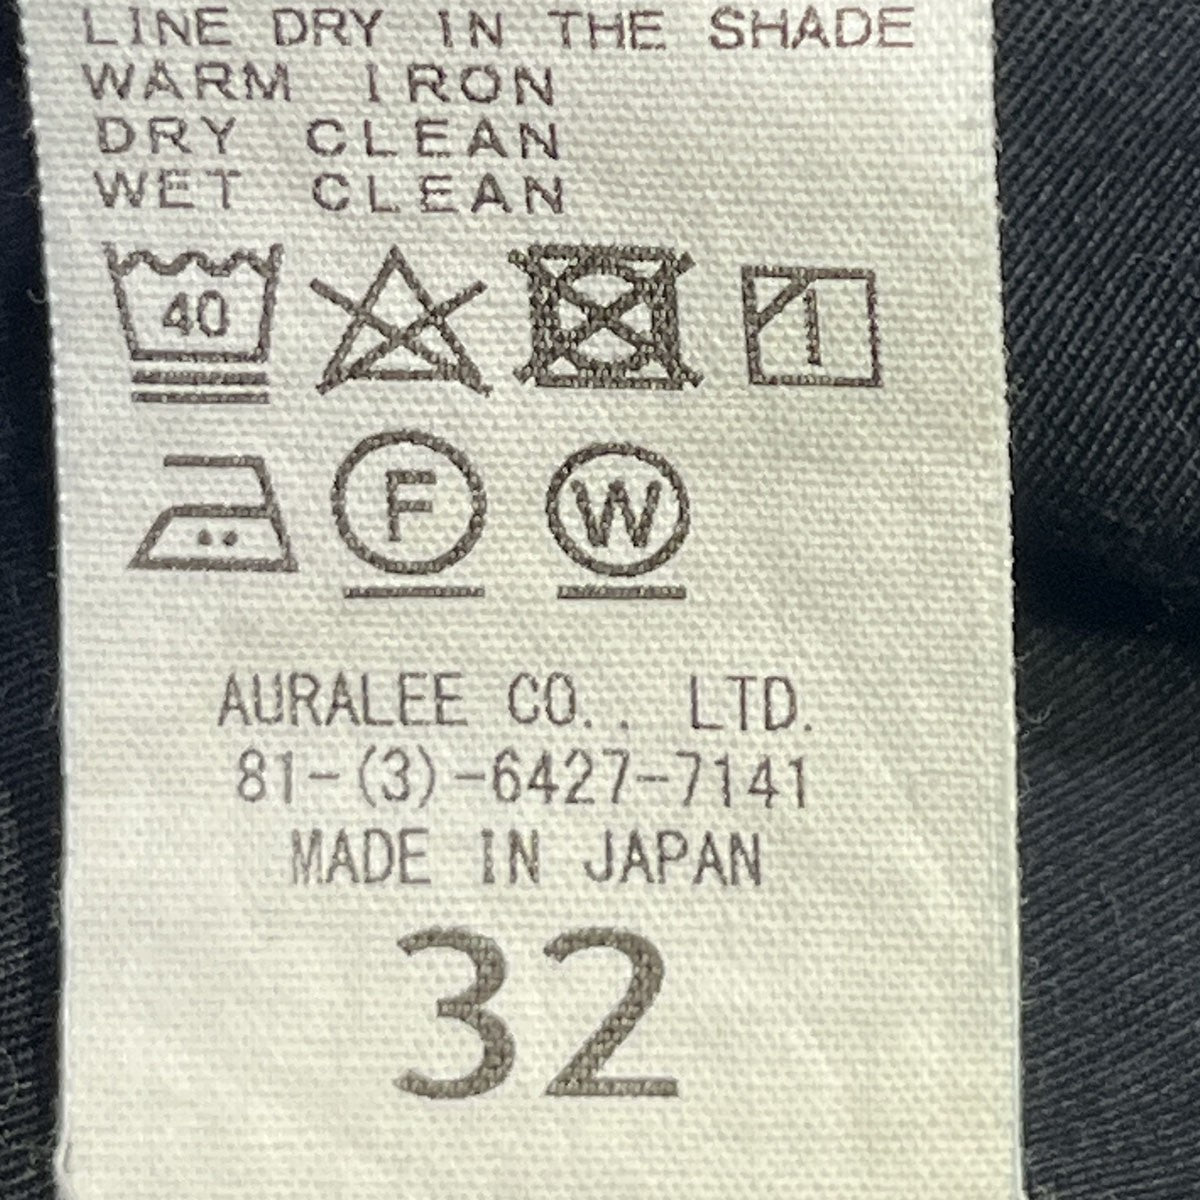 LINE DRY IN THE SHADE
WARM IRON
DRY CLEAN
WET CLEAN
40
F W
AURALEE CO., LTD.
81-(3)-6427-7141
MADE IN JAPAN
32